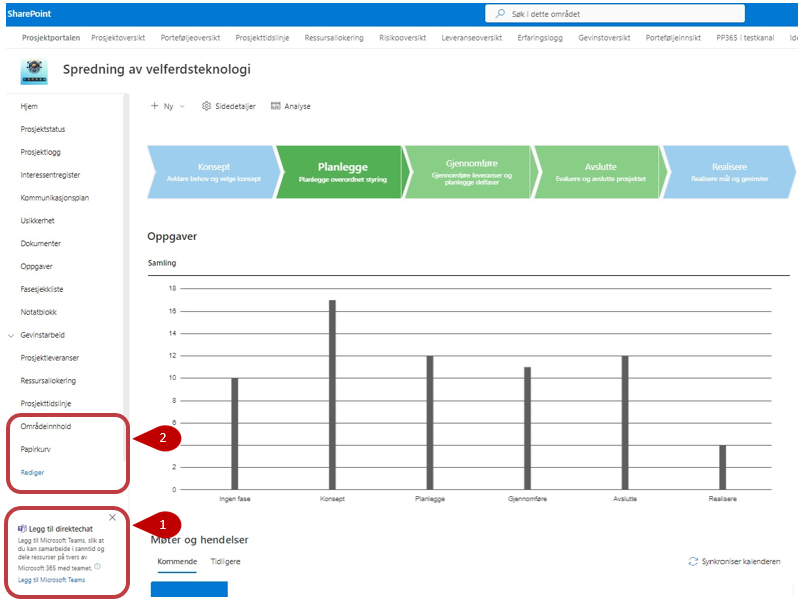 SharePoint
Søk i dette området
Prosjektportalen Prosjektoversikt Porteføljeoversikt Prosjekttidslinje Ressursallokering Risikooversikt Leveranseoversikt Erfaringslogg Gevinstoversikt Porteføljeinnsikt PP365 i testkanal
Spredning av velferdsteknologi
Hjem
Prosjektstatus
Prosjektlogg
Interessentregister
Kommunikasjonsplan
Usikkerhet
Dokumenter
Oppgaver
Fasesjekkliste
Notatblokk
Gevinstarbeid
Prosjektleveranser
Ressursallokering
Prosjekttidslinje
Områdeinnhold
Papirkurv
Rediger
2
Legg til direktechat
Legg til Microsoft Teams, slik at
du kan samarbeide i sanntid og
dele ressurser på tvers av
Microsoft 365 med teamet.
Legg til Microsoft Teams
1
Ny Sidedetaljer Analyse
Konsept
Avklare behov og velge konsept
Planlegge
Planlegge overordnet styring
Gjennomføre
Gjennomføre leveranser og
planlegge delfaser
Avslutte
Evaluere og avslutte prosjektet
Realisere
Realisere mål og gevinster
Oppgaver
Samling
18
16
14
12
10
8
6
2
0
Ingen fase Konsept Planlegge Gjennomføre Avslutte Realisere
Møter og hendelser
Kommende Tidligere
Synkroniser kalenderen